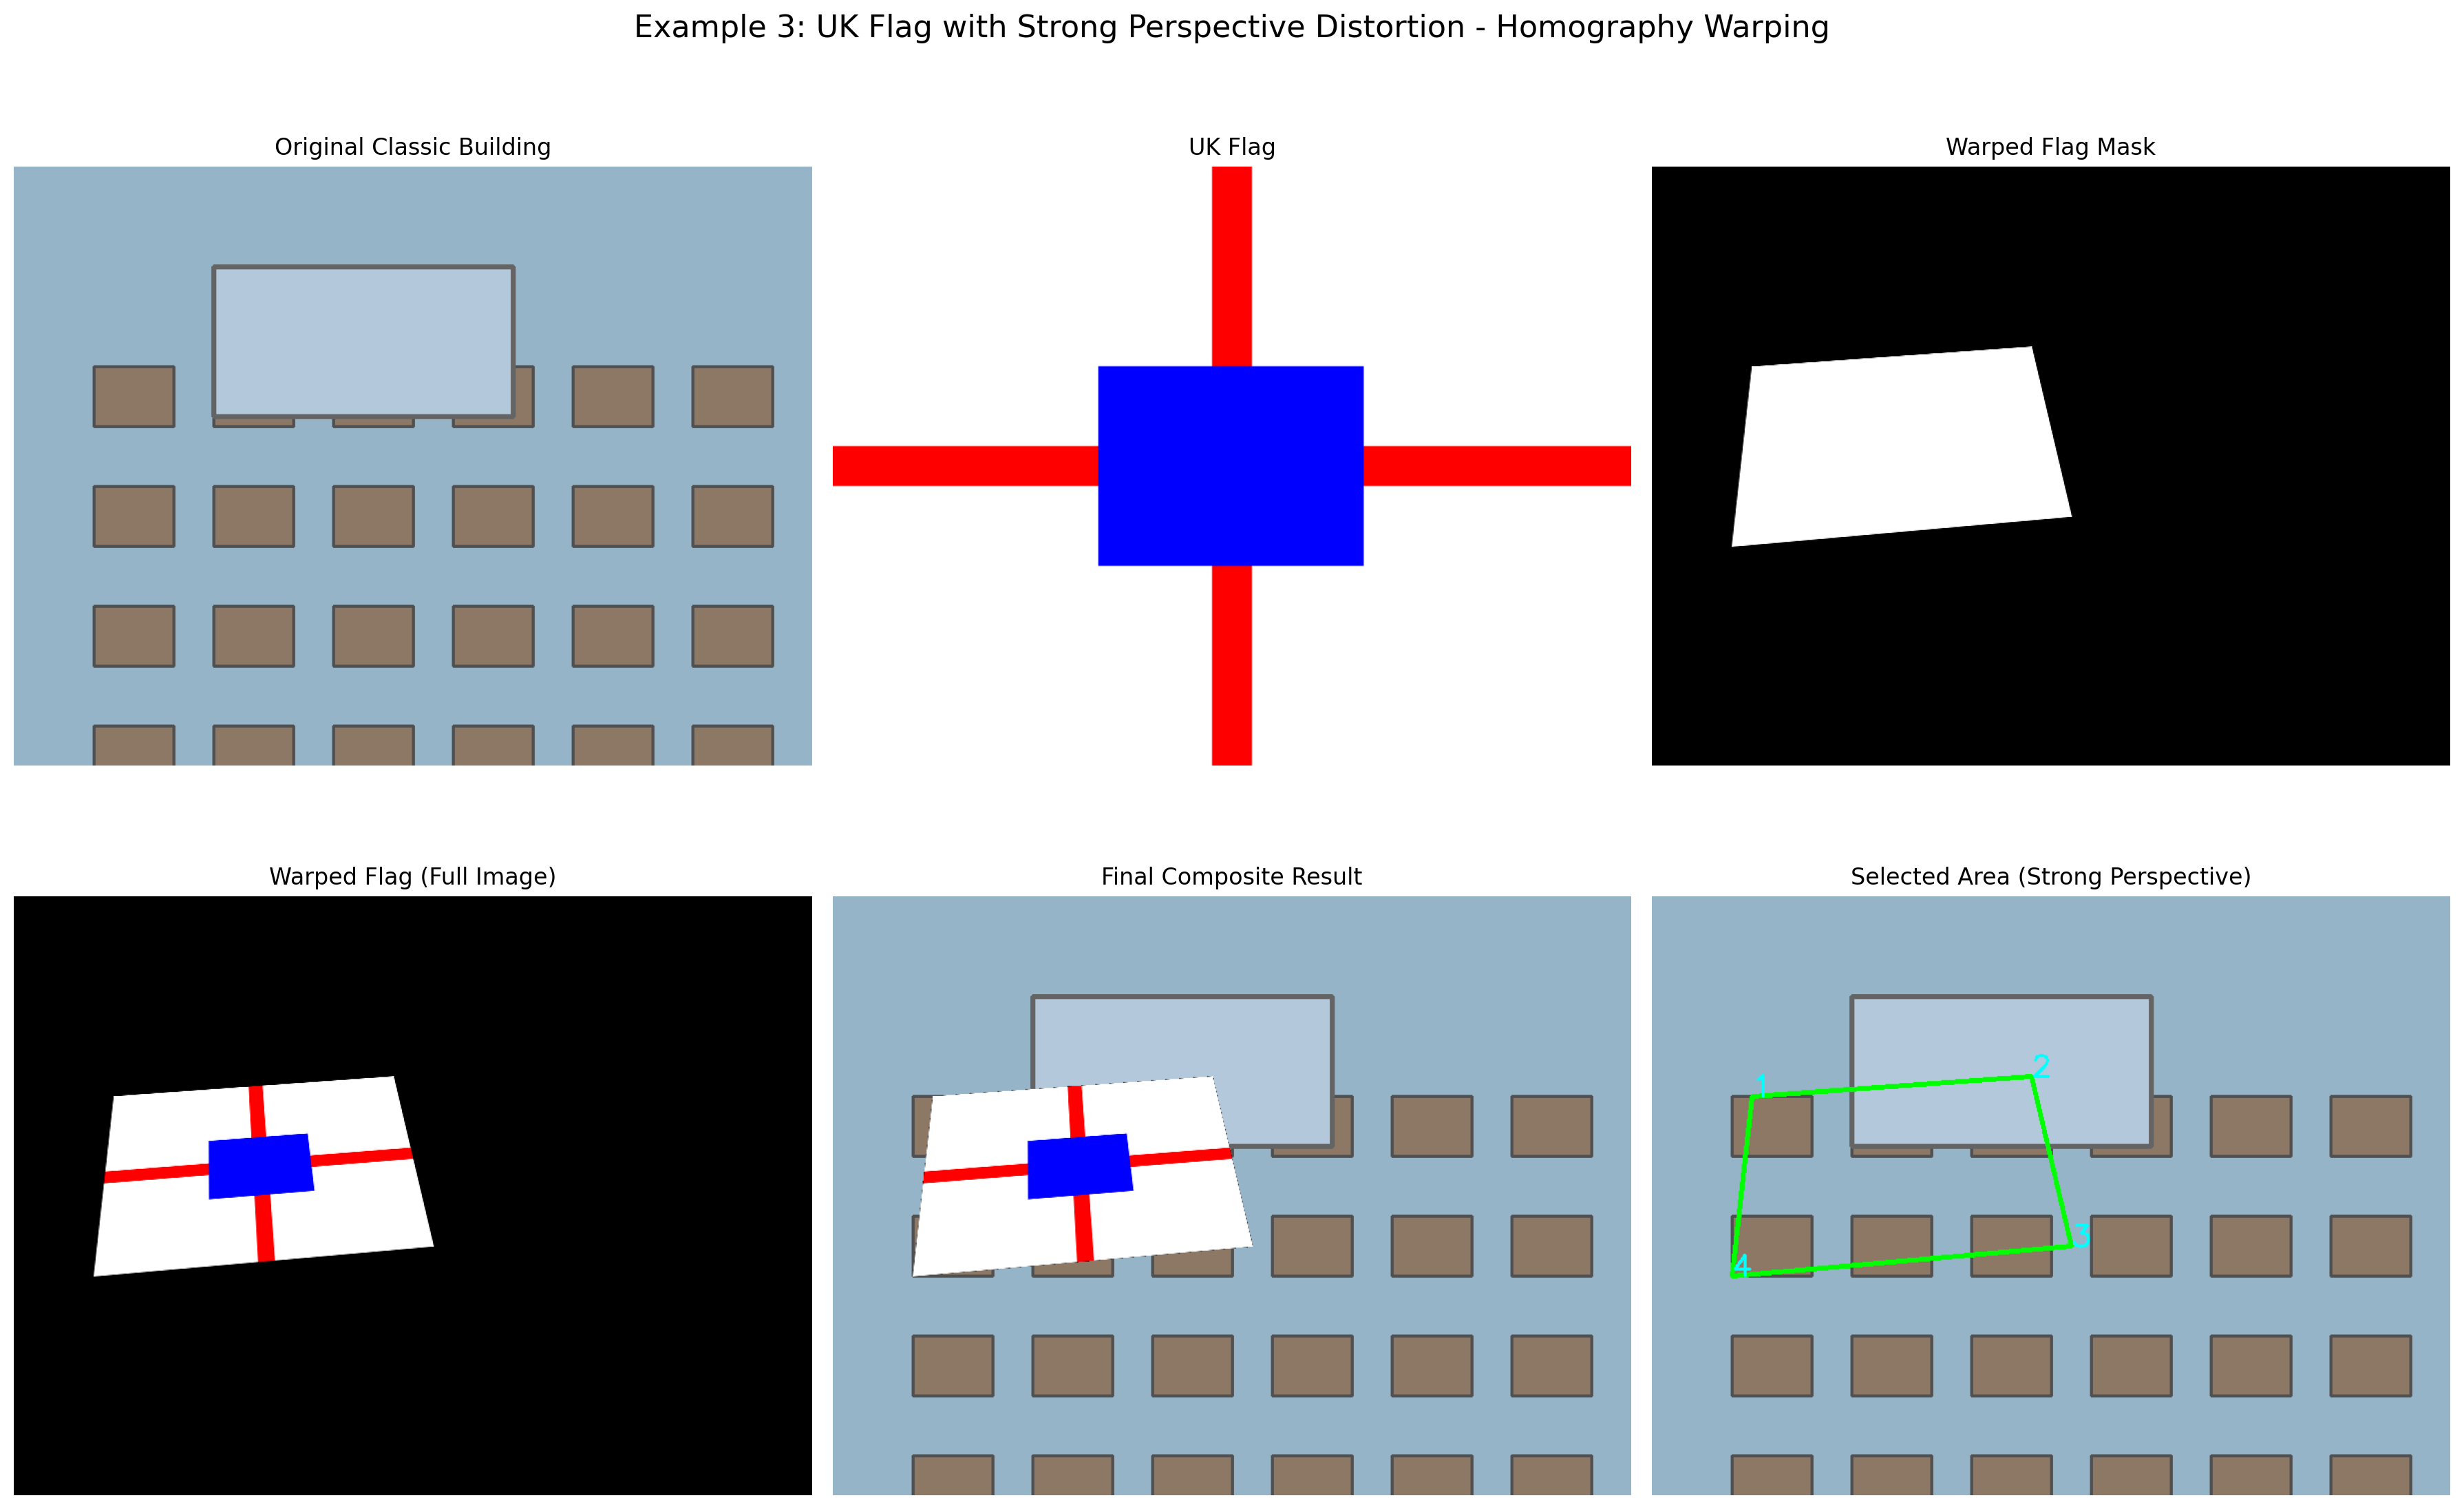 Example 3: UK Flag with Strong Perspective Distortion - Homography Warping
Original Classic Building
UK Flag
Warped Flag Mask
Warped Flag (Full Image)
Final Composite Result
Selected Area (Strong Perspective)
1
2
3
4